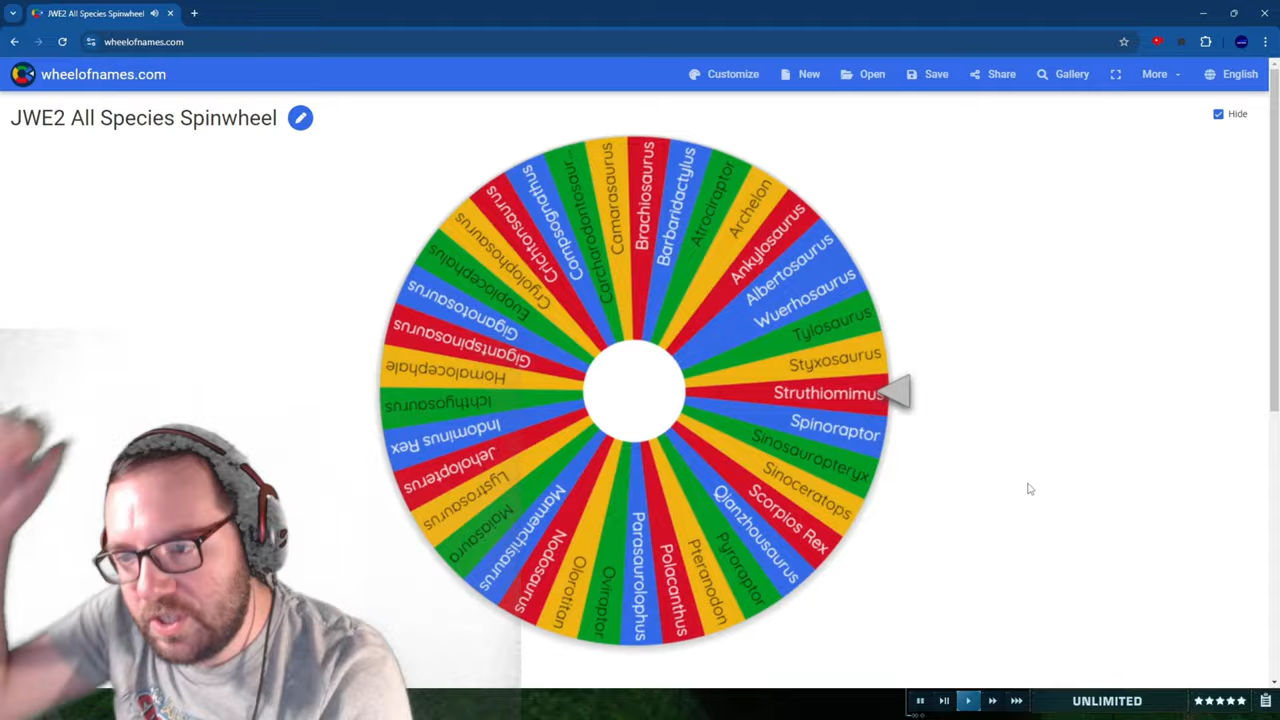 JWE2 All Species Spinwheel
wheelofnames.com
wheelofnames.com
Customize
New
Open
Save
Share
Gallery
More
English
JWE2 All Species Spinwheel
Hide
Brachiosaurus
Barbaridactylus
Atrociraptor
Archelon
Ankylosaurus
Albertosaurus
Wuerhosaurus
Tylosaurus
Styxosaurus
Struthiomimus
Spinoraptor
Sinosauropteryx
Sinoceratops
Scorpios Rex
Qianzhousaurus
Pyroraptor
Pteranodon
Polacanthus
Parasaurolophus
Oviraptor
Olorotitan
Nodosaurus
Mamenchisaurus
Maiasaura
Lystrosaurus
Jeholopterus
Indominus Rex
Ichthyosaurus
Homalocephale
Gigantspinosaurus
Giganotosaurus
Euoplocephalus
Cryolophosaurus
Crichtonsaurus
Compsognathus
Carcharodontosaur...
Camarasaurus
UNLIMITED